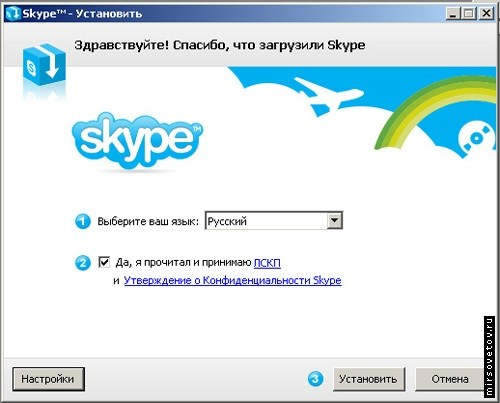 Skype™ - Установить
Здравствуйте! Спасибо, что загрузили Skype
S
skype™
1 Выберите ваш язык: Русский
2 Да, я прочитал и принимаю ЛСКП
и Утверждение о Конфиденциальности Skype
Настройки
3 Установить
Отмена
mirsovetov.ru